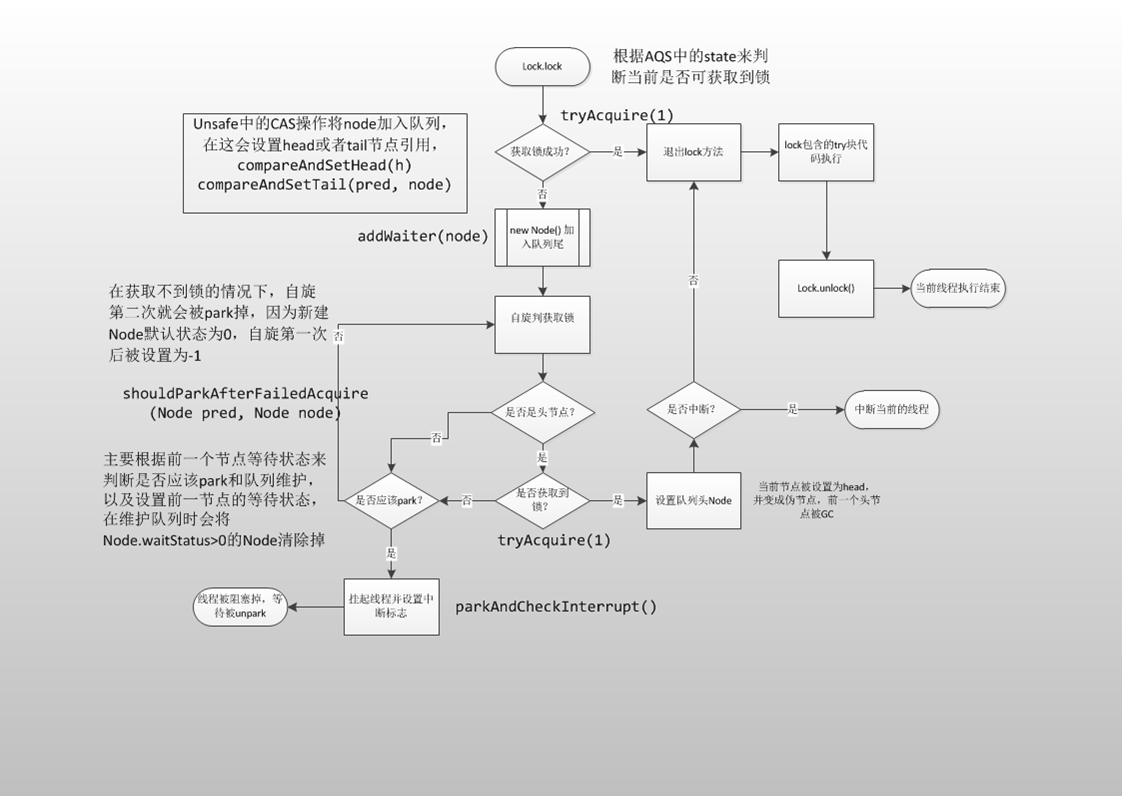 Lock.lock
根据AQS中的state来判
断当前是否可获取到锁
tryAcquire(1)
Unsafe中的CAS操作将node加入队列，
在这会设置head或者tail节点引用，
compareAndSetHead(h)
compareAndSetTail(pred, node)
获取锁成功？
是
退出lock方法
lock包含的try块代
码执行
否
addWaiter(node)
new Node() 加
入队列尾
否
Lock.unlock()
当前线程执行结束
在获取不到锁的情况下，自旋
第二次就会被park掉，因为新建
Node默认状态为0，自旋第一次
后被设置为-1
否
自旋判获取锁
shouldParkAfterFailedAcquire
(Node pred, Node node)
是否是头节点？
是否中断？
是
中断当前的线程
否
是
主要根据前一个节点等待状态来
判断是否应该park和队列维护，
以及设置前一节点的等待状态，
在维护队列时会将
Node.waitStatus>0的Node清除掉
是否应该park？
否
是否获取到
锁？
是
设置队列头Node
当前节点被设置为head，
并变成伪节点，前一个头节
点被GC
tryAcquire(1)
是
线程被阻塞掉，等
待被unpark
挂起线程并设置中
断标志
parkAndCheckInterrupt()